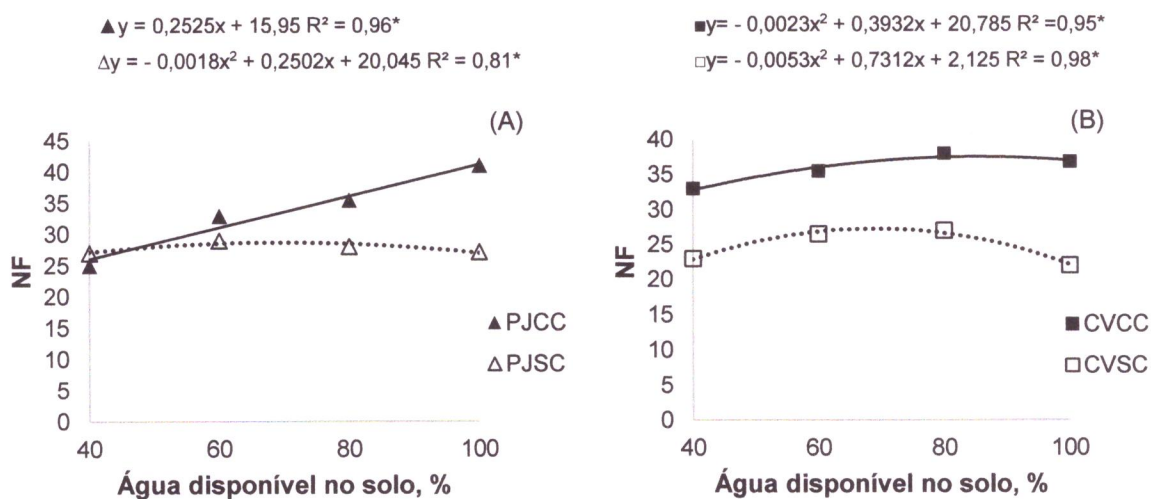 ▲y = 0,2525x + 15,95 R² =0,96*
△y = - 0,0018x² + 0,2502x + 20,045 R² = 0,81*
(A)
45
40
35
30
25
20
15
10
5
0
NF
40 60 80 100
Água disponível no solo, %
▲PJCC
△PJSC
■y= - 0,0023x² + 0,3932x + 20,785 R² =0,95*
□y= -0,0053x² + 0,7312x + 2,125 R² = 0,98*
(B)
40
35
30
25
20
15
10
5
0
NF
40 60 80 100
Água disponível no solo, %
■CVCC
□CVSC